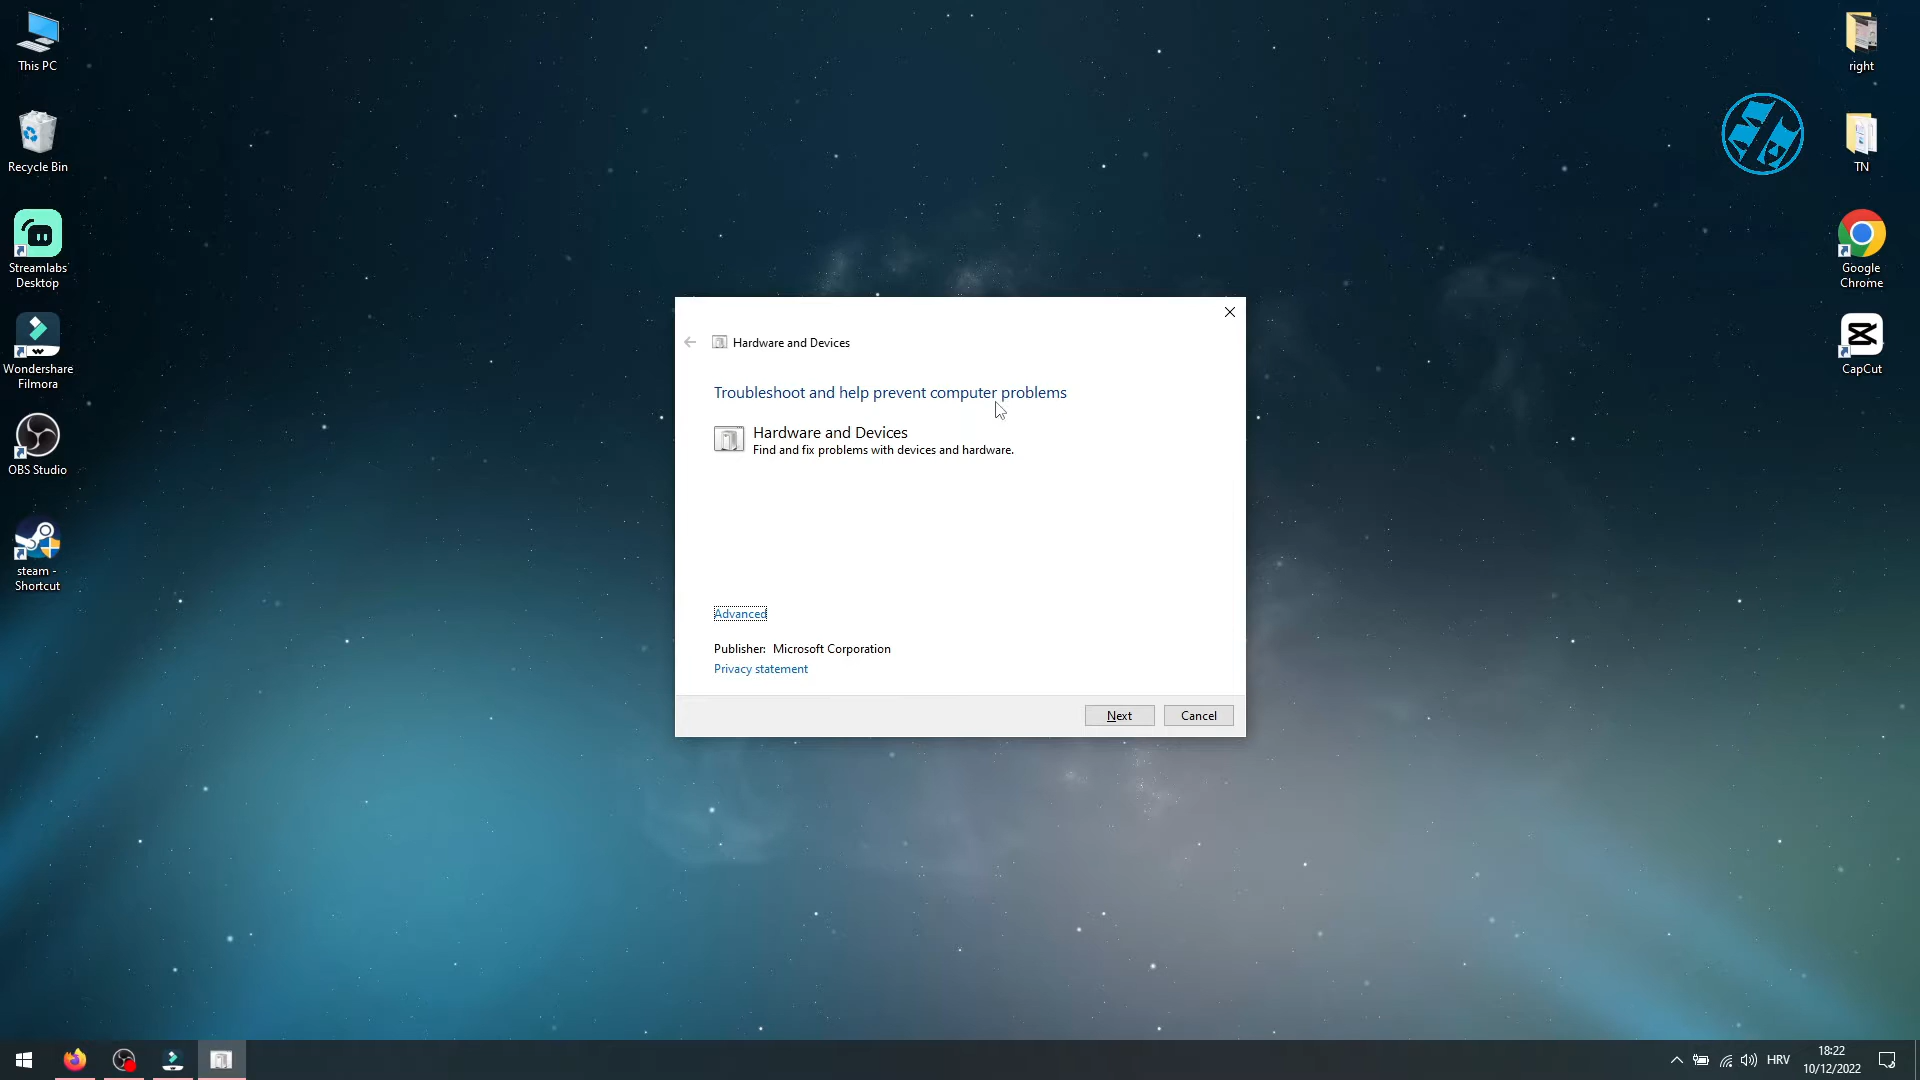 This PC
Recycle Bin
Streamlabs
Desktop
Wondershare
Filmora
OBS Studio
steam -
Shortcut
Hardware and Devices
Troubleshoot and help prevent computer problems
Hardware and Devices
Find and fix problems with devices and hardware.
Advanced
Publisher: Microsoft Corporation
Privacy statement
Next
Cancel
right
TN
Google
Chrome
CapCut
HRV
18:22
10/12/2022